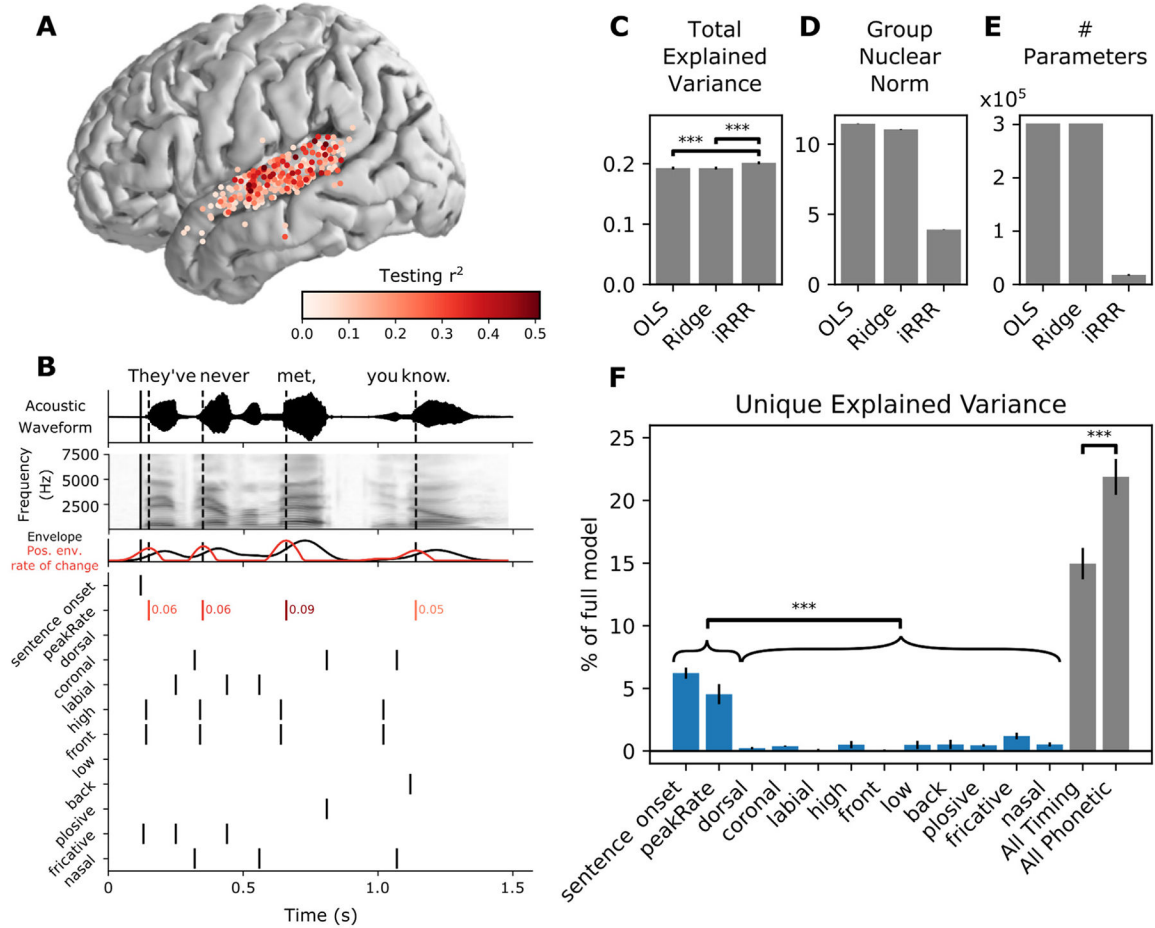 A
Testing r²
0.0 0.1 0.2 0.3 0.4 0.5
B
They've never met, you know.
Acoustic
Waveform
7500
5000
2500
Frequency
(Hz)
Envelope
Pos. env.
rate of change
sentence onset
peakRate
0.06 0.06 0.09 0.05
dorsal
coronal
labial
high
front
low
back
plosive
fricative
nasal
0 0.5 1.0 1.5
Time (s)
C
Total
Explained
Variance
0.2
0.1
0.0
***
***
OLS
Ridge
iRRR
D
Group
Nuclear
Norm
10
5
0
OLS
Ridge
iRRR
E
#
Parameters
x10⁵
3
2
1
0
OLS
Ridge
iRRR
F
Unique Explained Variance
% of full model
25
20
15
10
5
0
***
***
sentence onset
peakRate
dorsal
coronal
labial
high
front
low
back
plosive
fricative
nasal
All Timing
All Phonetic